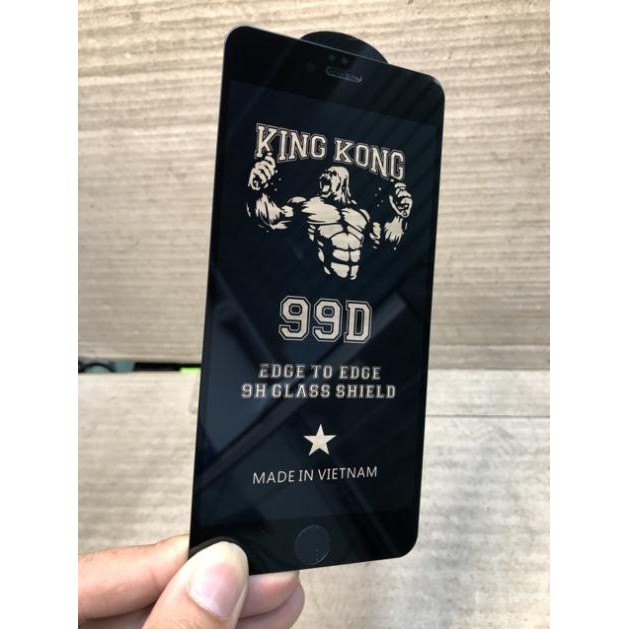 KING KONG
99D
EDGE TO EDGE
9H GLASS SHIELD
MADE IN VIETNAM